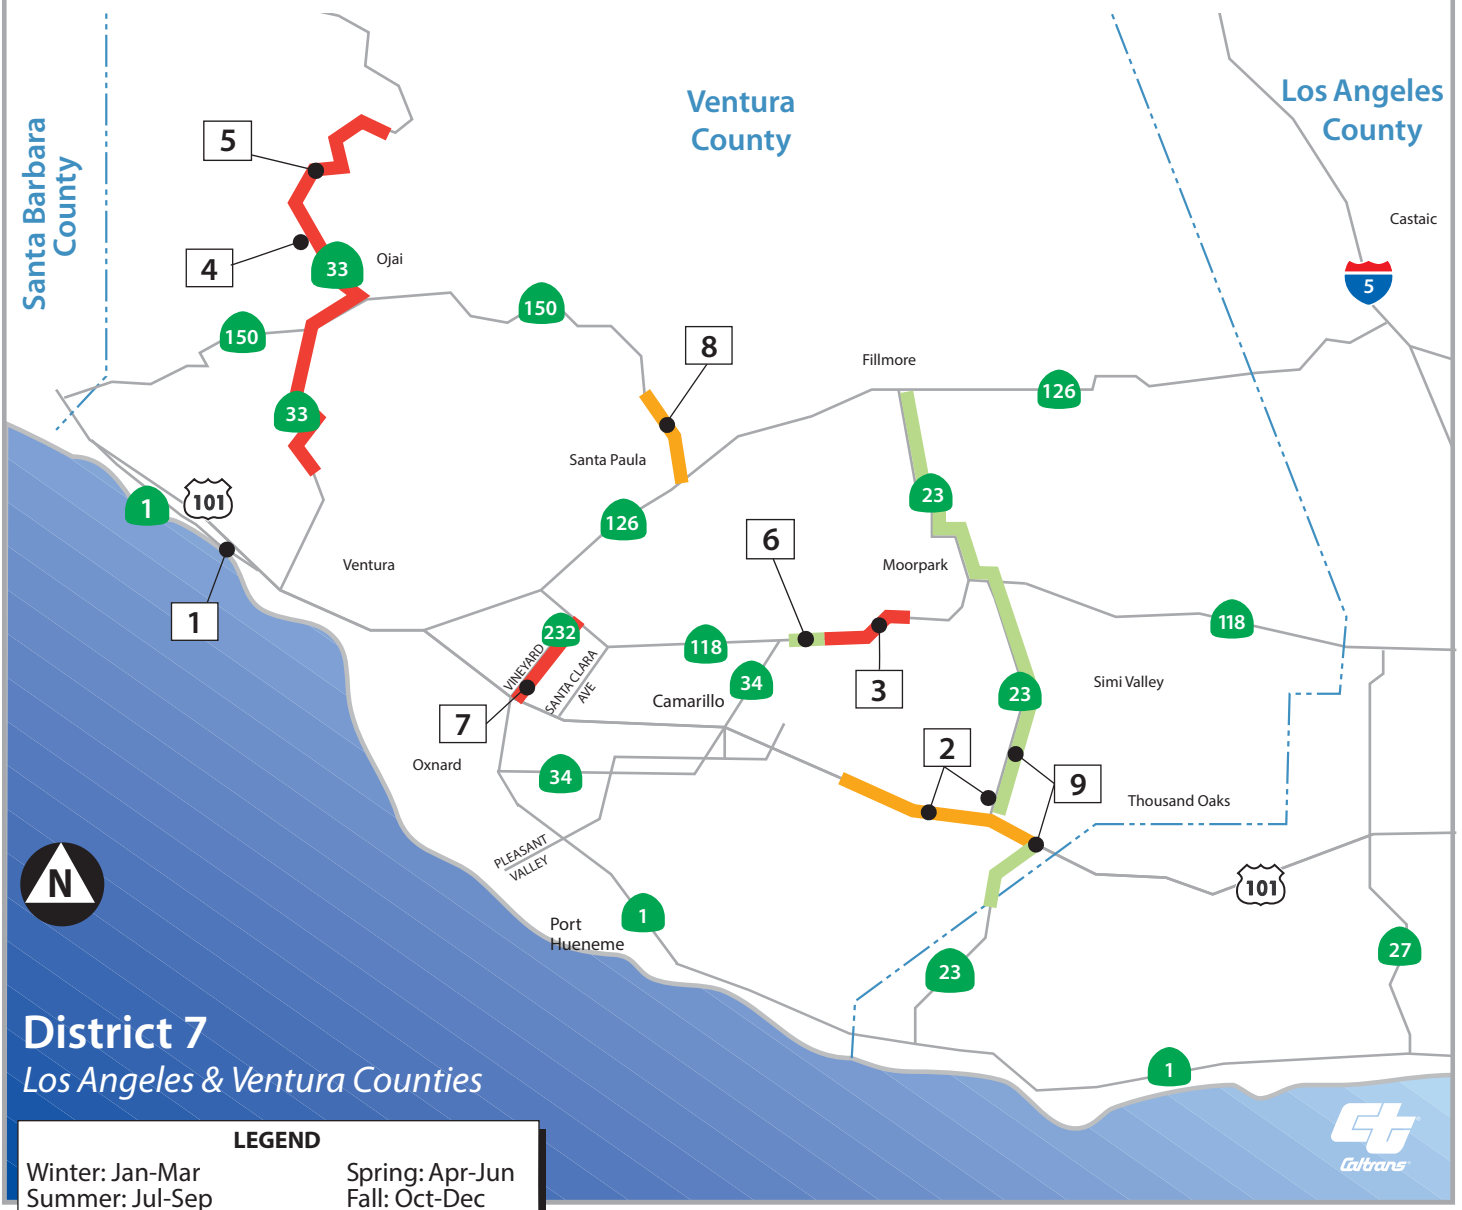 Santa Barbara
County
Ventura
County
Los Angeles
County
Castaic
5
5
4
33
Ojai
150
150
8
Fillmore
126
33
Santa Paula
1
101
126
23
6
Moorpark
Ventura
1
232
118
118
VINEYARD
SANTA CLARA
AVE
34
3
23
Simi Valley
Camarillo
7
2
9
Oxnard
34
Thousand Oaks
PLEASANT
VALLEY
N
101
1
Port
Hueneme
27
23
District 7
Los Angeles & Ventura Counties
1
LEGEND
Winter: Jan-Mar
Spring: Apr-Jun
Summer: Jul-Sep
Fall: Oct-Dec
Caltrans